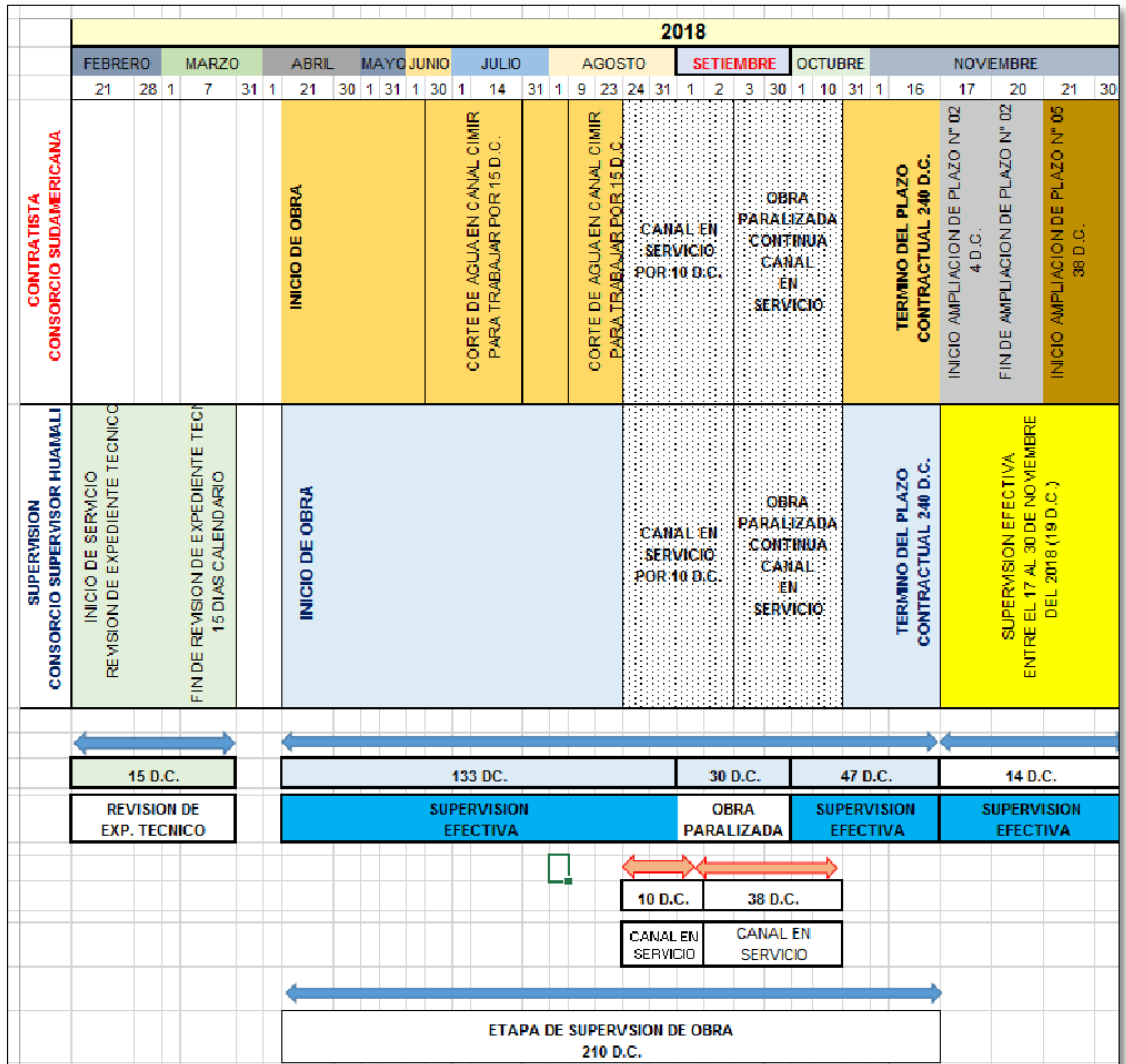 2018
FEBRERO MARZO ABRIL MAYO JUNIO JULIO AGOSTO SETIEMBRE OCTUBRE NOVIEMBRE
21 28 1 7 31 1 21 30 1 31 1 30 1 14 31 1 9 23 24 31 1 2 3 30 1 10 31 1 16 17 20 21 30
CONTRATISTA
CONSORCIO SUDAMERICANA
INICIO DE OBRA
CORTE DE AGUA EN CANAL CIMIR
PARA TRABAJAR POR 15 D.C.
CORTE DE AGUA EN CANAL CIMIR
PARA TRABAJAR POR 15 D.C.
CANAL EN
SERVICIO
POR 10 D.C.
OBRA
PARALIZADA
CONTINUA
CANAL
EN
SERVICIO
TERMINO DEL PLAZO
CONTRACTUAL 240 D.C.
INICIO AMPLIACION DE PLAZO N° 02
4 D.C.
FIN DE AMPLIACION DE PLAZO N° 02
INICIO AMPLIACION DE PLAZO N° 05
38 D.C.
SUPERVISION
CONSORCIO SUPERVISOR HUAMALI
INICIO DE SERVICIO
REVISION DE EXPEDIENTE TECNICO
FIN DE REVISION DE EXPEDIENTE TECN
15 DIAS CALENDARIO
INICIO DE OBRA
CANAL EN
SERVICIO
POR 10 D.C.
OBRA
PARALIZADA
CONTINUA
CANAL
EN
SERVICIO
TERMINO DEL PLAZO
CONTRACTUAL 240 D.C.
SUPERVISION EFECTIVA
ENTRE EL 17 AL 30 DE NOVIEMBRE
DEL 2018 (19 D.C.)
15 D.C. 133 DC. 30 D.C. 47 D.C. 14 D.C.
REVISION DE
EXP. TECNICO
SUPERVISION
EFECTIVA
OBRA
PARALIZADA
SUPERVISION
EFECTIVA
SUPERVISION
EFECTIVA
10 D.C. 38 D.C.
CANAL EN
SERVICIO
CANAL EN
SERVICIO
ETAPA DE SUPERVSION DE OBRA
210 D.C.